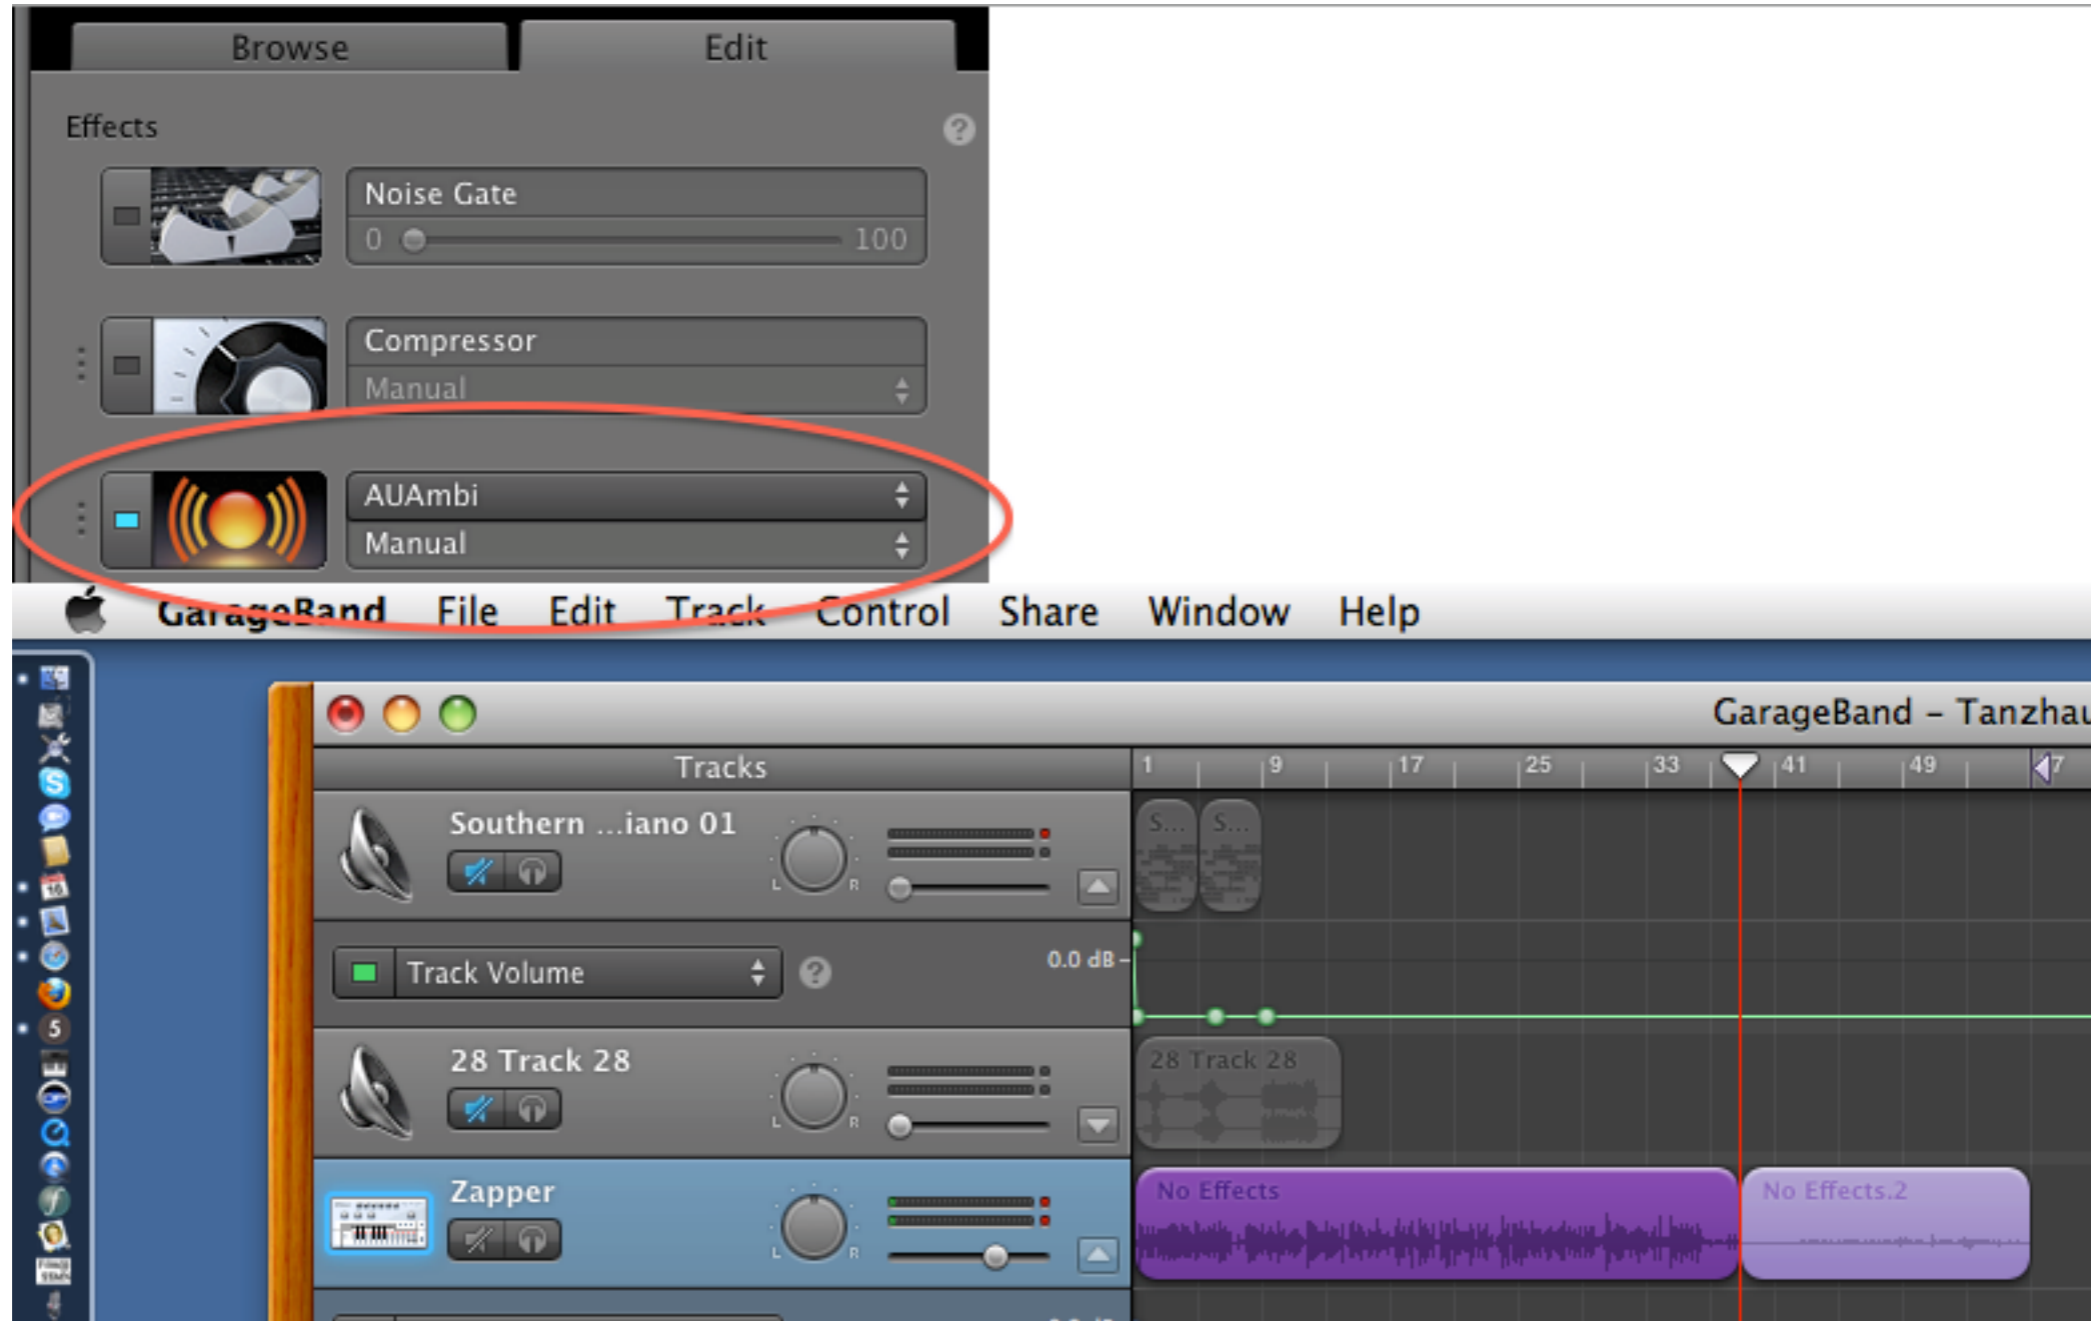 Browse Edit
Effects ?
Noise Gate
0 100
Compressor
Manual
AUAmbi
Manual
GarageBand File Edit Track Control Share Window Help
GarageBand – Tanzhau
Tracks 1 9 17 25 33 41 49 7
Southern ...iano 01 S... S...
L R
Track Volume ? 0.0 dB
28 Track 28 28 Track 28
L R
Zapper No Effects No Effects.2
L R